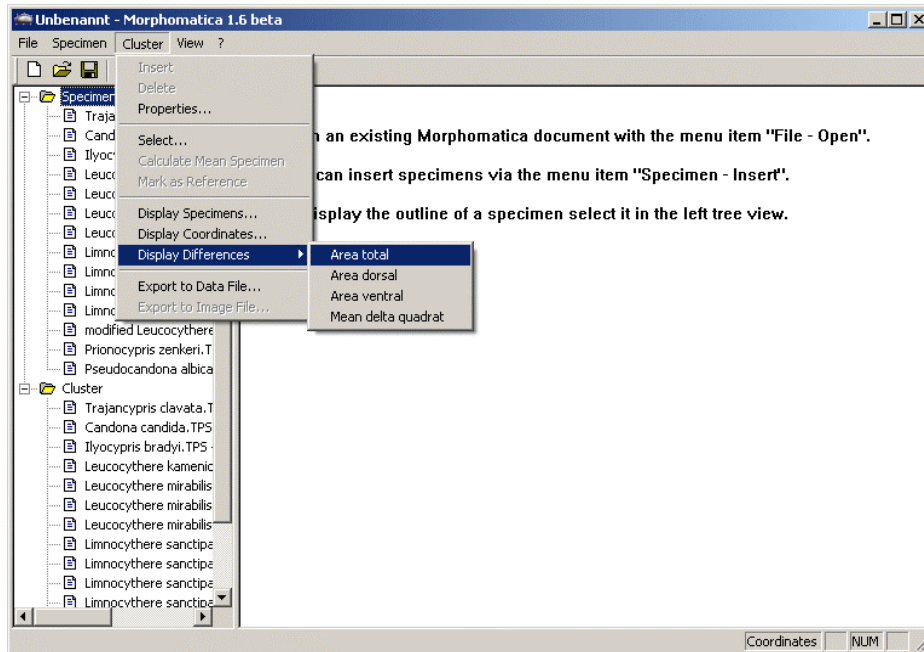 Unbenannt - Morphomatica 1.6 beta
File Specimen Cluster View ?
Insert
Delete
Properties...
Select...
Calculate Mean Specimen
Mark as Reference
Display Specimens...
Display Coordinates...
Display Differences
Export to Data File...
Export to Image File...
Area total
Area dorsal
Area ventral
Mean delta quadrat
an existing Morphomatica document with the menu item "File - Open".
can insert specimens via the menu item "Specimen - Insert".
isplay the outline of a specimen select it in the left tree view.
Specimen
Traja
Cand
Ilyoc
Leuc
Leuc
Leuc
Leuc
Limnc
Limnc
Limnc
Limnc
modified Leucocythere
Prionocypris zenkeri.T
Pseudocandona albica
Cluster
Trajancypris clavata.T
Candona candida.TPS
Ilyocypris bradyi.TPS -
Leucocythere kamenic
Leucocythere mirabilis
Leucocythere mirabilis
Leucocythere mirabilis
Limnocythere sanctipa
Limnocythere sanctipa
Limnocythere sanctipa
Limnocythere sanctipa
Coordinates NUM